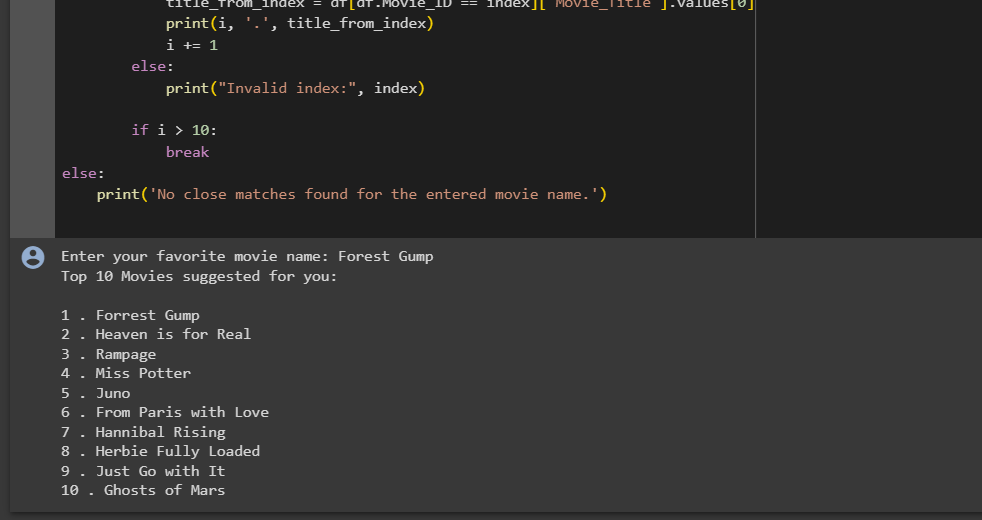 title_from_index = df[df.Movie_ID == index]['Movie_Title'].values[0]
print(i, '.', title_from_index)
i += 1
else:
print("Invalid index:", index)
if i > 10:
break
else:
print('No close matches found for the entered movie name.')
Enter your favorite movie name: Forest Gump
Top 10 Movies suggested for you:
1 . Forrest Gump
2 . Heaven is for Real
3 . Rampage
4 . Miss Potter
5 . Juno
6 . From Paris with Love
7 . Hannibal Rising
8 . Herbie Fully Loaded
9 . Just Go with It
10 . Ghosts of Mars